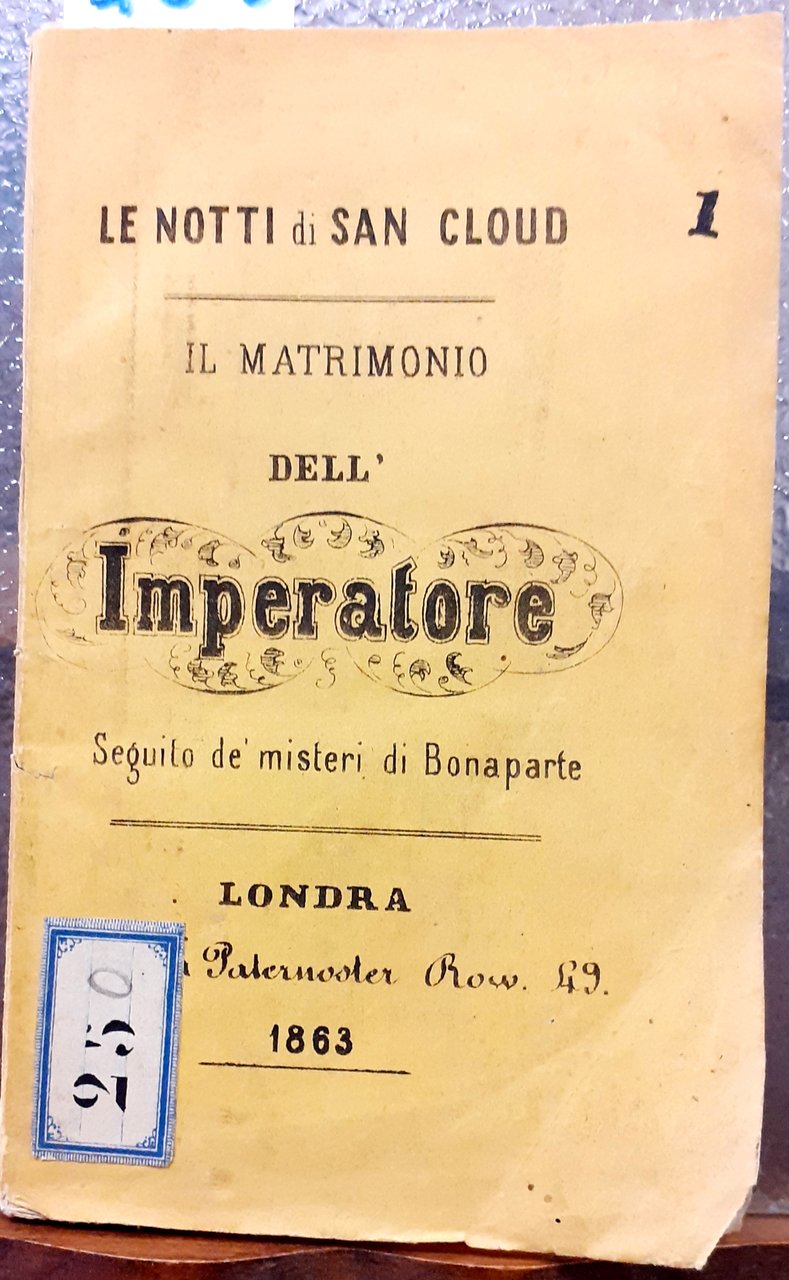 LE NOTTI di SAN CLOUD
1
IL MATRIMONIO
DELL'
Imperatore
Seguito de' misteri di Bonaparte
LONDRA
Paternoster Row. 49.
1863
250